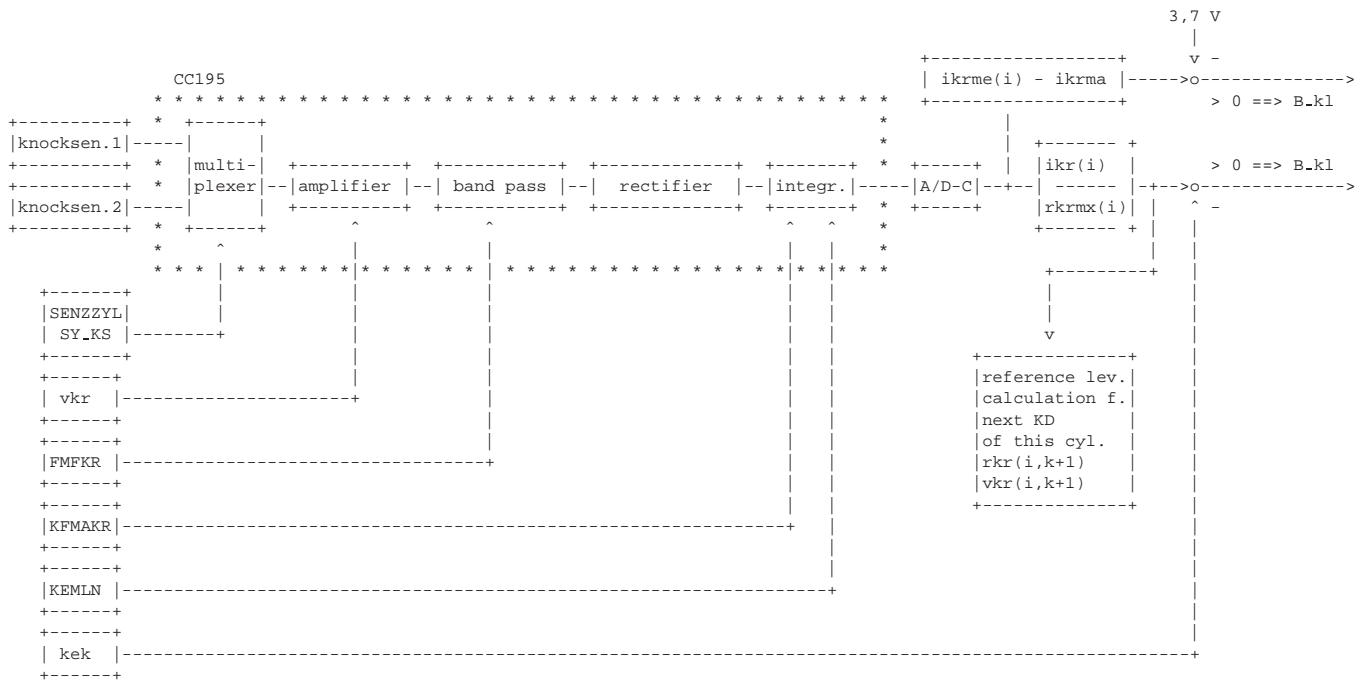 3,7 V
CC195
ikrme(i) - ikrma
-
> 0 ==> B_kl
knocksen.1
multi-
plexer
amplifier
band pass
rectifier
integr.
A/D-C
ikr(i)
-------
rkrmx(i)
> 0 ==> B_kl
-
knocksen.2
SENZZYL
SY_KS
vkr
FMFKR
KFMAKR
KEMLN
kek
reference lev.
calculation f.
next KD
of this cyl.
rkr(i,k+1)
vkr(i,k+1)